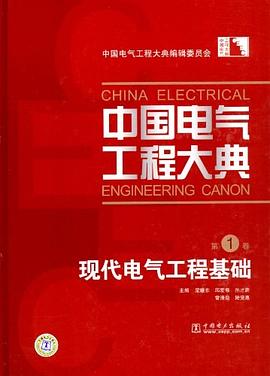 中国电气工程大典编辑委员会
CHINA ELECTRICAL
中国电气
工程大典
ENGINEERING CANON
第1卷
现代电气工程基础
主编
中国电力出版社